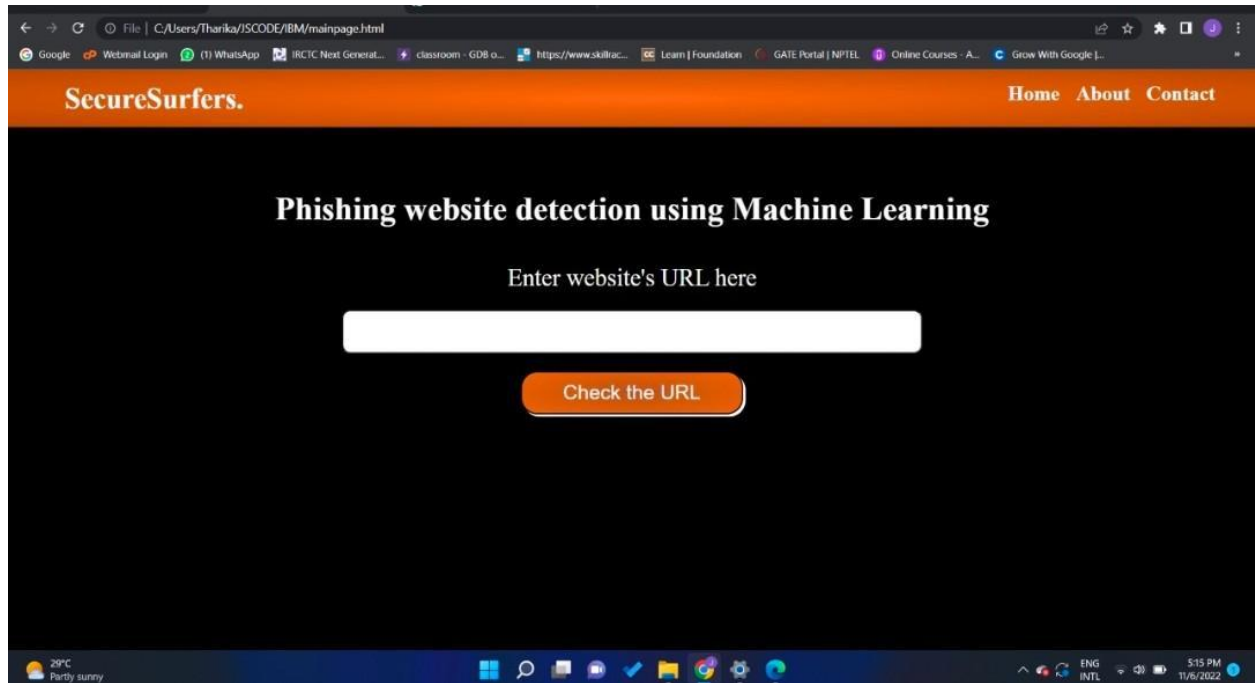 File | C:/Users/Tharika/JSCODE/IBM/mainpage.html
Google Webmail Login (1) WhatsApp IRCTC Next Generat... classroom - GDB o... https://www.skillrac... Learn | Foundation GATE Portal | NPTEL Online Courses - A... Grow With Google |... »
SecureSurfers. Home About Contact
Phishing website detection using Machine Learning
Enter website's URL here
Check the URL
29°C
Partly sunny
ENG
INTL
5:15 PM
11/6/2022